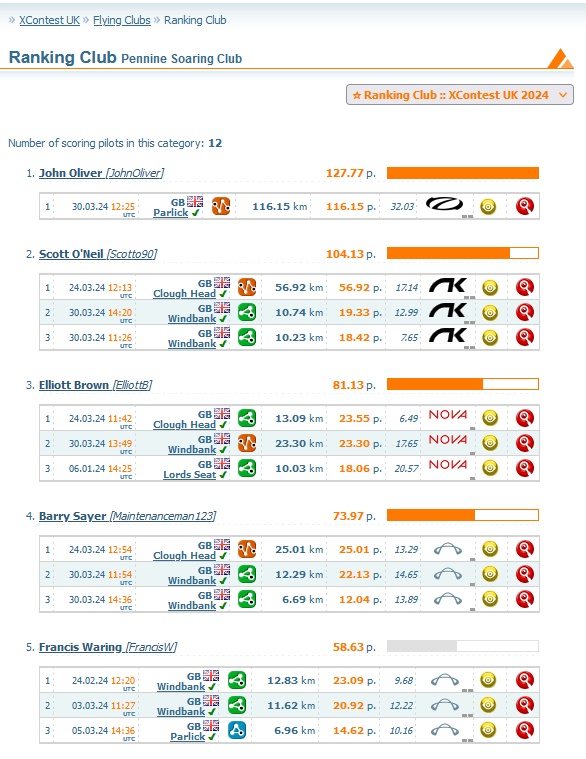 » XContest UK » Flying Clubs » Ranking Club
Ranking Club Pennine Soaring Club
☆ Ranking Club :: XContest UK 2024
Number of scoring pilots in this category: 12
1. John Oliver [JohnOliver] 127.77 p.
1 30.03.24 12:25 UTC GB Parlick ✔ 116.15 km 116.15 p. 32.03
2. Scott O'Neil [Scotto90] 104.13 p.
1 24.03.24 12:13 UTC GB Clough Head ✔ 56.92 km 56.92 p. 17.14
2 30.03.24 14:20 UTC GB Windbank ✔ 10.74 km 19.33 p. 12.99
3 30.03.24 11:26 UTC GB Windbank ✔ 10.23 km 18.42 p. 7.65
3. Elliott Brown [ElliottB] 81.13 p.
1 24.03.24 11:42 UTC GB Clough Head ✔ 13.09 km 23.55 p. 6.49 NOVA
2 30.03.24 13:49 UTC GB Windbank ✔ 23.30 km 23.30 p. 17.65 NOVA
3 06.01.24 14:25 UTC GB Lords Seat ✔ 10.03 km 18.06 p. 20.57 NOVA
4. Barry Sayer [Maintenanceman123] 73.97 p.
1 24.03.24 12:54 UTC GB Clough Head ✔ 25.01 km 25.01 p. 13.29
2 30.03.24 11:54 UTC GB Windbank ✔ 12.29 km 22.13 p. 14.65
3 30.03.24 14:36 UTC GB Windbank ✔ 6.69 km 12.04 p. 13.89
5. Francis Waring [FrancisW] 58.63 p.
1 24.02.24 12:20 UTC GB Windbank ✔ 12.83 km 23.09 p. 9.68
2 03.03.24 11:27 UTC GB Windbank ✔ 11.62 km 20.92 p. 12.22
3 05.03.24 14:36 UTC GB Parlick ✔ 6.96 km 14.62 p. 10.16